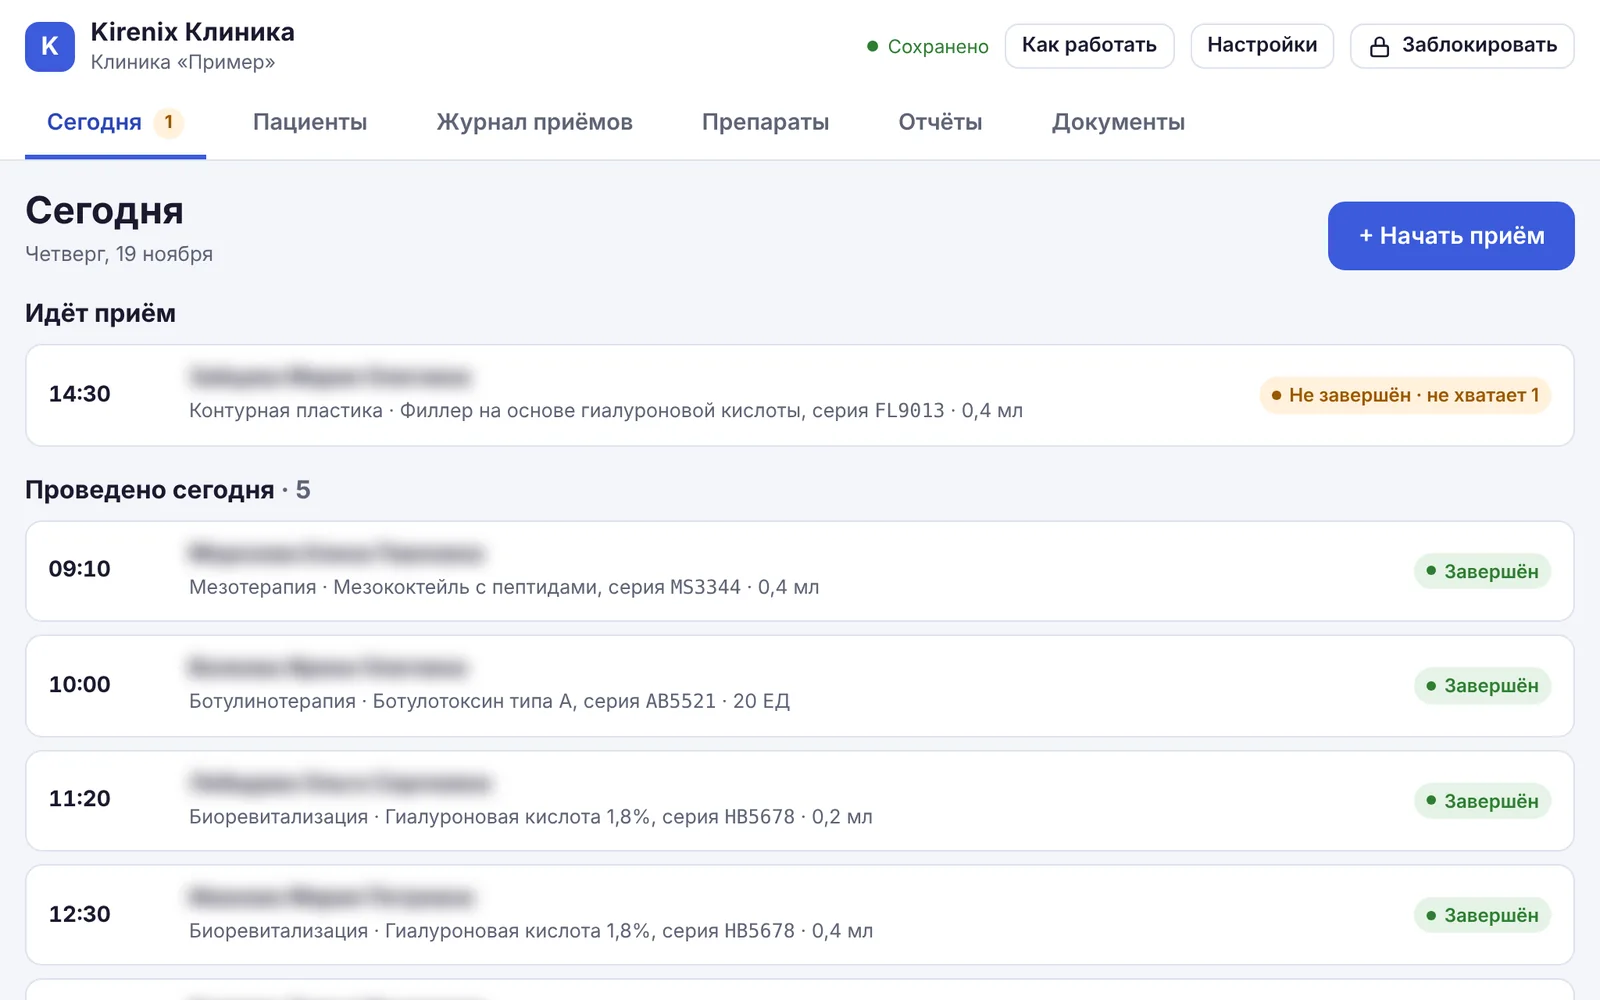 K
Kirenix Клиника
Клиника «Пример»
Сохранено
Как работать
Настройки
Заблокировать
Сегодня 1
Пациенты
Журнал приёмов
Препараты
Отчёты
Документы
Сегодня
Четверг, 19 ноября
+ Начать приём
Идёт приём
14:30
Контурная пластика · Филлер на основе гиалуроновой кислоты, серия FL9013 · 0,4 мл
Не завершён · не хватает 1
Проведено сегодня · 5
09:10
Мезотерапия · Мезококтейль с пептидами, серия MS3344 · 0,4 мл
Завершён
10:00
Ботулинотерапия · Ботулотоксин типа А, серия AB5521 · 20 ЕД
Завершён
11:20
Биоревитализация · Гиалуроновая кислота 1,8%, серия HB5678 · 0,2 мл
Завершён
12:30
Биоревитализация · Гиалуроновая кислота 1,8%, серия HB5678 · 0,4 мл
Завершён